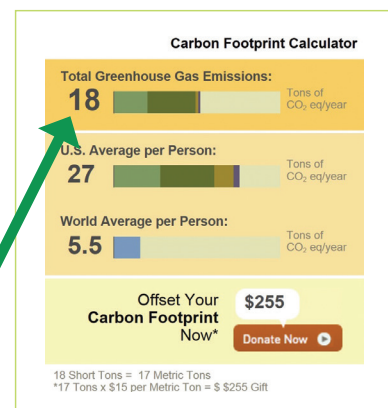 Carbon Footprint Calculator
Total Greenhouse Gas Emissions:
18
Tons of
CO₂ eq/year
U.S. Average per Person:
27
Tons of
CO₂ eq/year
World Average per Person:
5.5
Tons of
CO₂ eq/year
Offset Your
Carbon Footprint
Now*
$255
Donate Now
18 Short Tons = 17 Metric Tons
*17 Tons x $15 per Metric Ton = $ $255 Gift